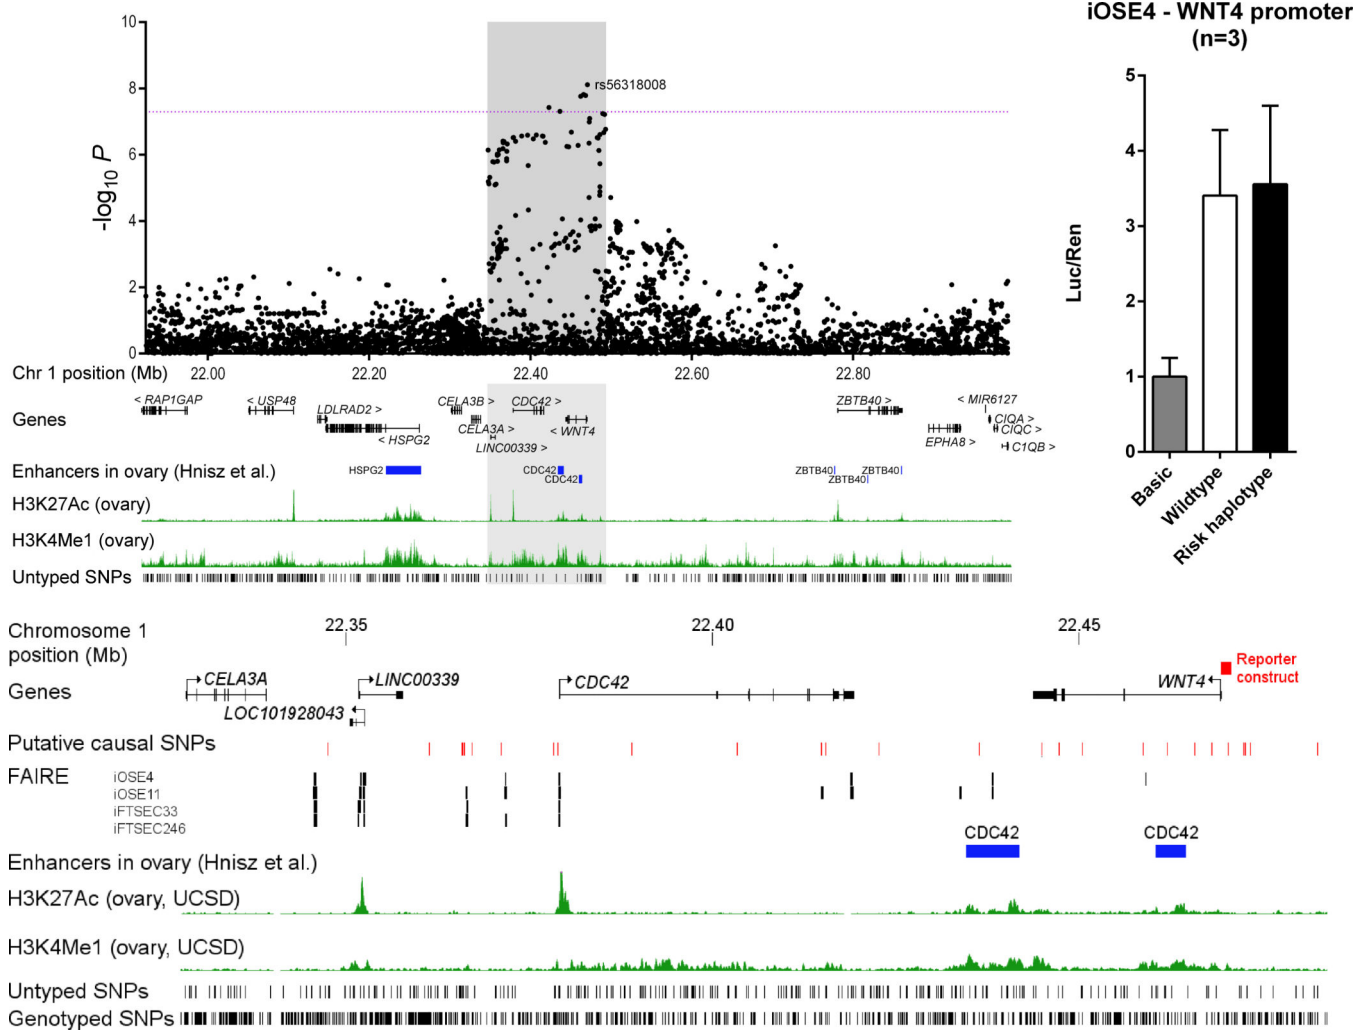 iOSE4 - WNT4 promoter
(n=3)
10
8
6
4
2
0
-log10 P
rs56318008
Chr 1 position (Mb)
22.00
22.20
22.40
22.60
22.80
Genes
< RAP1GAP
< USP48
LDLRAD2 >
< HSPG2
CELA3B >
CELA3A >
LINC00339 >
CDC42 >
< WNT4
ZBTB40 >
EPHA8 >
< MIR6127
CIQA >
CIQC >
C1QB >
Enhancers in ovary (Hnisz et al.)
HSPG2
CDC42
CDC42
ZBTB40
ZBTB40
ZBTB40
H3K27Ac (ovary)
H3K4Me1 (ovary)
Untyped SNPs
5
4
3
2
1
0
Luc/Ren
Basic
Wildtype
Risk haplotype
Chromosome 1
position (Mb)
22.35
22.40
22.45
Reporter
construct
Genes
CELA3A
LINC00339
LOC101928043
CDC42
WNT4
Putative causal SNPs
FAIRE
iOSE4
iOSE11
iFTSEC33
iFTSEC246
CDC42
CDC42
Enhancers in ovary (Hnisz et al.)
H3K27Ac (ovary, UCSD)
H3K4Me1 (ovary, UCSD)
Untyped SNPs
Genotyped SNPs